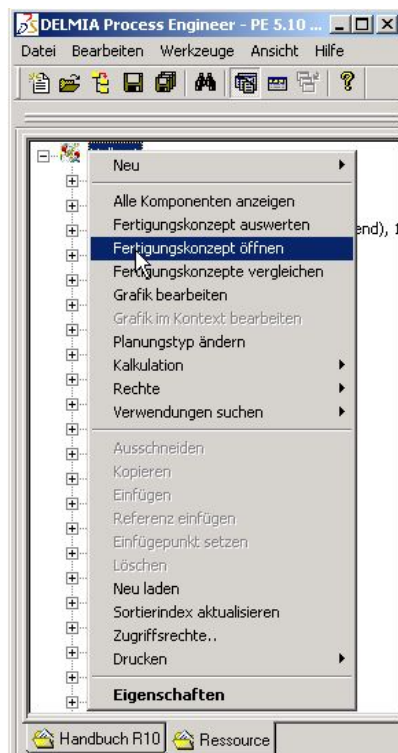 DELMIA Process Engineer - PE 5.10 ...
Datei Bearbeiten Werkzeuge Ansicht Hilfe
Neu
Alle Komponenten anzeigen
Fertigungskonzept auswerten
end), 1
Fertigungskonzept öffnen
Fertigungskonzepte vergleichen
Grafik bearbeiten
Grafik im Kontext bearbeiten
Planungstyp ändern
Kalkulation
Rechte
Verwendungen suchen
Ausschneiden
Kopieren
Einfügen
Referenz einfügen
Einfügepunkt setzen
Löschen
Neu laden
Sortierindex aktualisieren
Zugriffsrechte..
Drucken
Eigenschaften
Handbuch R10 Ressource